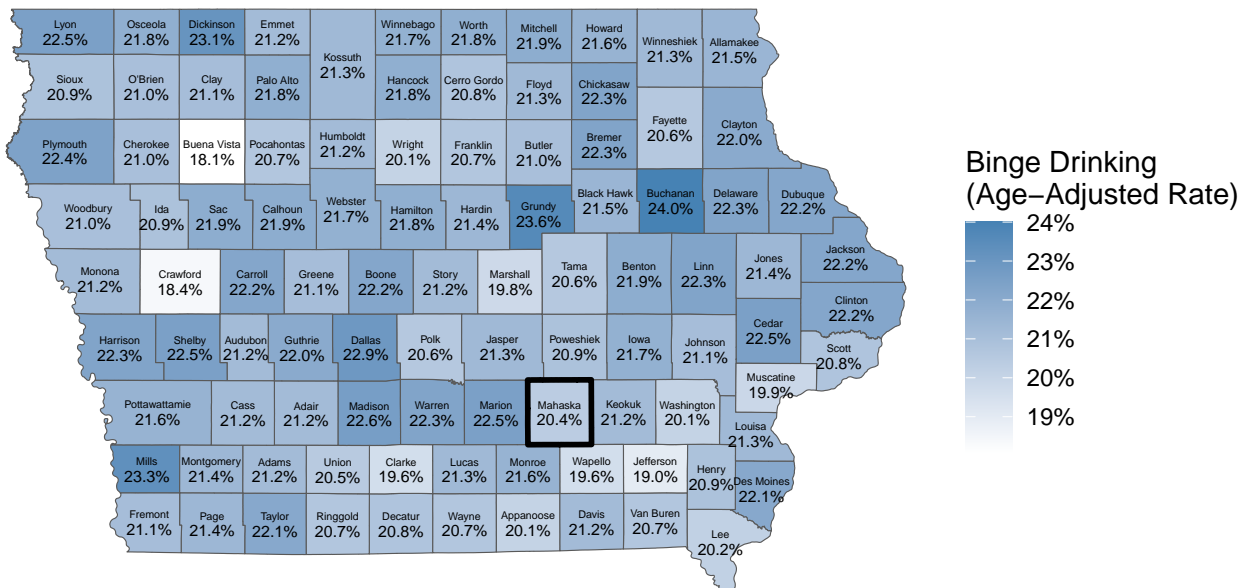 Lyon
22.5%
Osceola
21.8%
Dickinson
23.1%
Emmet
21.2%
Kossuth
21.3%
Winnebago
21.7%
Worth
21.8%
Mitchell
21.9%
Howard
21.6%
Winneshiek
21.3%
Allamakee
21.5%
Sioux
20.9%
O'Brien
21.0%
Clay
21.1%
Palo Alto
21.8%
Hancock
21.8%
Cerro Gordo
20.8%
Floyd
21.3%
Chickasaw
22.3%
Fayette
20.6%
Clayton
22.0%
Plymouth
22.4%
Cherokee
21.0%
Buena Vista
18.1%
Pocahontas
20.7%
Humboldt
21.2%
Wright
20.1%
Franklin
20.7%
Butler
21.0%
Bremer
22.3%
Woodbury
21.0%
Ida
20.9%
Sac
21.9%
Calhoun
21.9%
Webster
21.7%
Hamilton
21.8%
Hardin
21.4%
Grundy
23.6%
Black Hawk
21.5%
Buchanan
24.0%
Delaware
22.3%
Dubuque
22.2%
Monona
21.2%
Crawford
18.4%
Carroll
22.2%
Greene
21.1%
Boone
22.2%
Story
21.2%
Marshall
19.8%
Tama
20.6%
Benton
21.9%
Linn
22.3%
Jones
21.4%
Jackson
22.2%
Clinton
22.2%
Harrison
22.3%
Shelby
22.5%
Audubon
21.2%
Guthrie
22.0%
Dallas
22.9%
Polk
20.6%
Jasper
21.3%
Poweshiek
20.9%
Iowa
21.7%
Johnson
21.1%
Cedar
22.5%
Scott
20.8%
Muscatine
19.9%
Pottawattamie
21.6%
Cass
21.2%
Adair
21.2%
Madison
22.6%
Warren
22.3%
Marion
22.5%
Mahaska
20.4%
Keokuk
21.2%
Washington
20.1%
Louisa
21.3%
Mills
23.3%
Montgomery
21.4%
Adams
21.2%
Union
20.5%
Clarke
19.6%
Lucas
21.3%
Monroe
21.6%
Wapello
19.6%
Jefferson
19.0%
Henry
20.9%
Des Moines
22.1%
Fremont
21.1%
Page
21.4%
Taylor
22.1%
Ringgold
20.7%
Decatur
20.8%
Wayne
20.7%
Appanoose
20.1%
Davis
21.2%
Van Buren
20.7%
Lee
20.2%
Binge Drinking
(Age−Adjusted Rate)
24%
23%
22%
21%
20%
19%